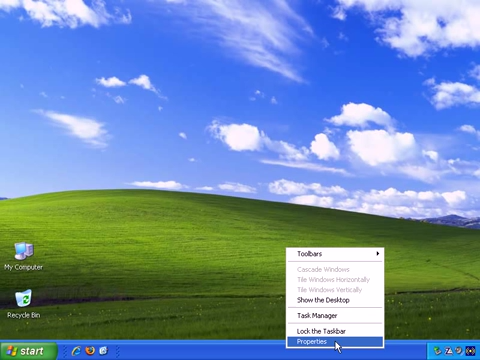 My Computer
Recycle Bin
Toolbars
Cascade Windows
Tile Windows Horizontally
Tile Windows Vertically
Show the Desktop
Task Manager
Lock the Taskbar
Properties
start